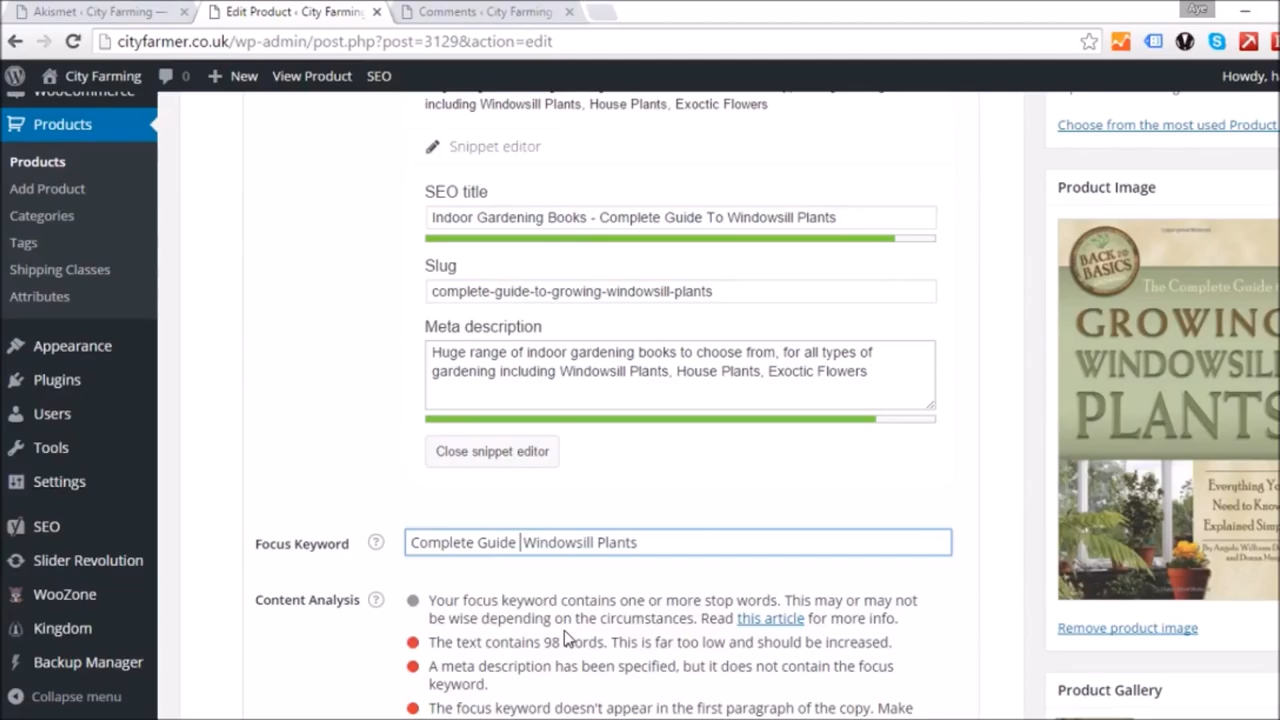 Akismet ‹ City Farming —
Edit Product ‹ City Farming
Comments ‹ City Farming
Aye
cityfarmer.co.uk/wp-admin/post.php?post=3129&action=edit
City Farming
0
New
View Product
SEO
Howdy, h
WooCommerce
Products
Products
Add Product
Categories
Tags
Shipping Classes
Attributes
Appearance
Plugins
Users
Tools
Settings
SEO
Slider Revolution
WooZone
Kingdom
Backup Manager
Collapse menu
including Windowsill Plants, House Plants, Exoctic Flowers
Snippet editor
SEO title
Indoor Gardening Books - Complete Guide To Windowsill Plants
Slug
complete-guide-to-growing-windowsill-plants
Meta description
Huge range of indoor gardening books to choose from, for all types of
gardening including Windowsill Plants, House Plants, Exoctic Flowers
Close snippet editor
Focus Keyword
Complete Guide Windowsill Plants
Content Analysis
Your focus keyword contains one or more stop words. This may or may not
be wise depending on the circumstances. Read this article for more info.
The text contains 98 words. This is far too low and should be increased.
A meta description has been specified, but it does not contain the focus
keyword.
The focus keyword doesn't appear in the first paragraph of the copy. Make
Choose from the most used Product
Product Image
BACK TO
BASICS
The Complete Guide
GROWING
WINDOWSILL
PLANTS
Everything Yo
Need to Know
Explained Simp
Remove product image
Product Gallery